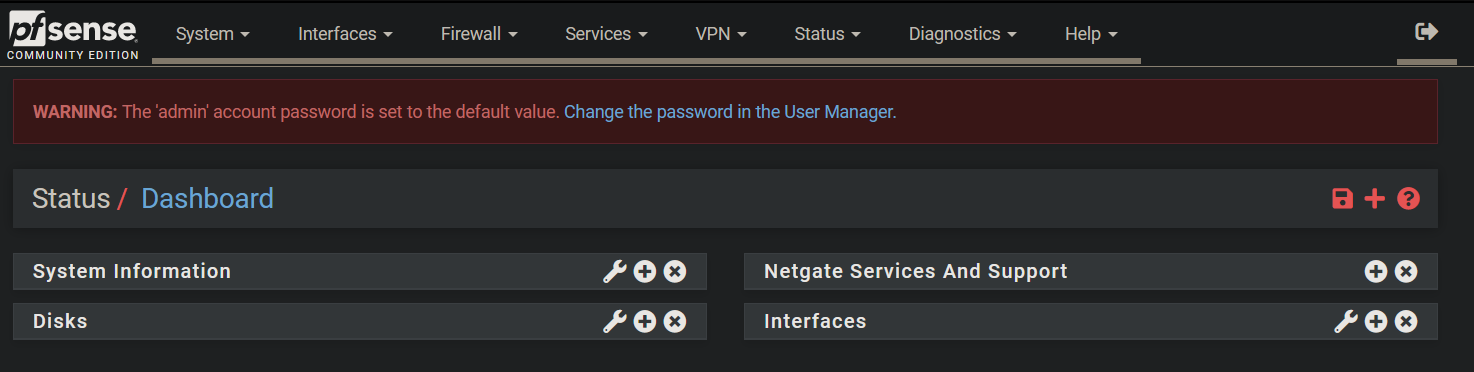 pfsense
COMMUNITY EDITION
System Interfaces Firewall Services VPN Status Diagnostics Help
WARNING: The 'admin' account password is set to the default value. Change the password in the User Manager.
Status / Dashboard
System Information
Netgate Services And Support
Disks
Interfaces